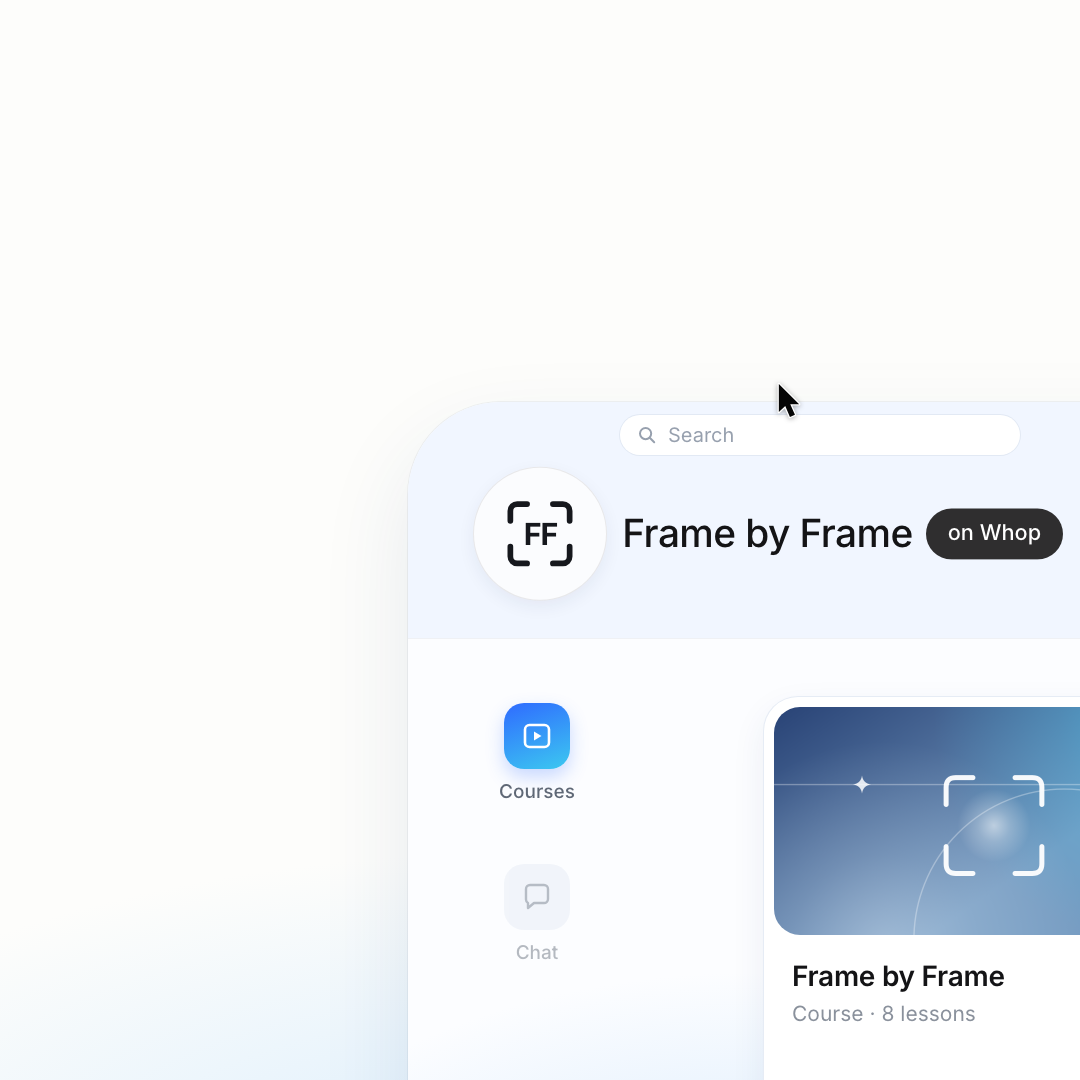 Search
FF
Frame by Frame
on Whop
Courses
Chat
Frame by Frame
Course · 8 lessons